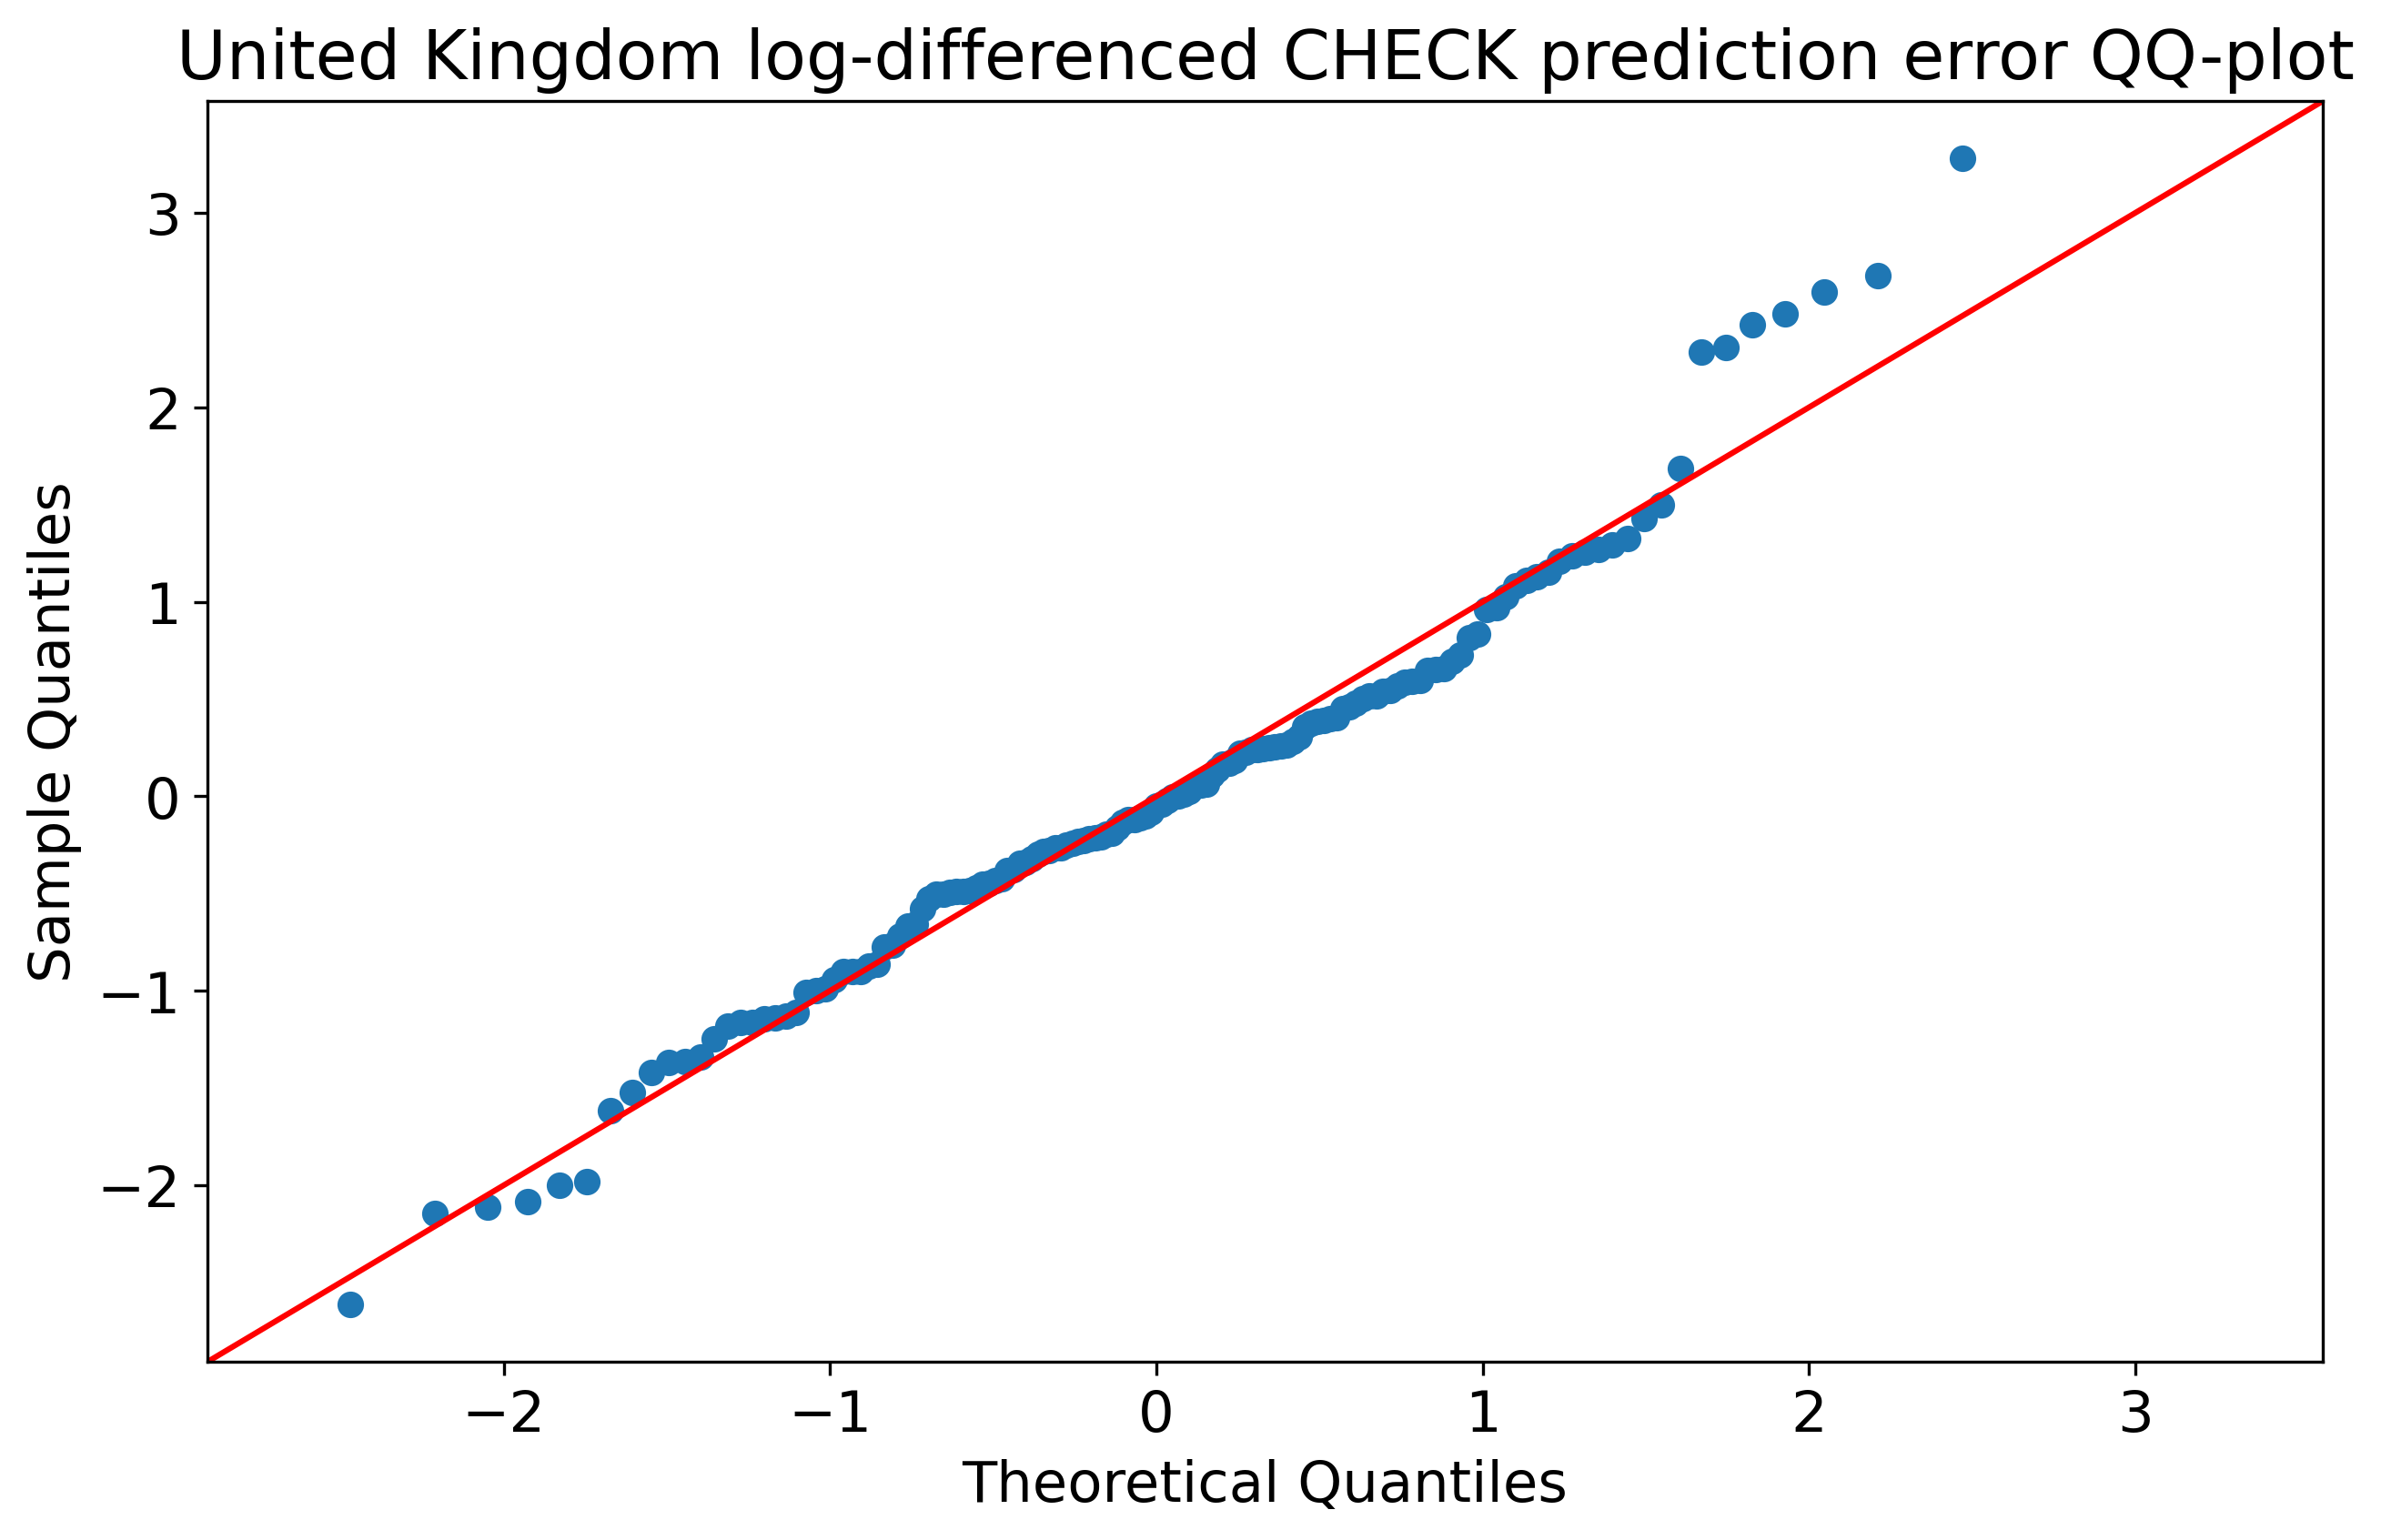 United Kingdom log-differenced CHECK prediction error QQ-plot
3
2
1
0
−1
−2
Sample Quantiles
−2 −1 0 1 2 3
Theoretical Quantiles